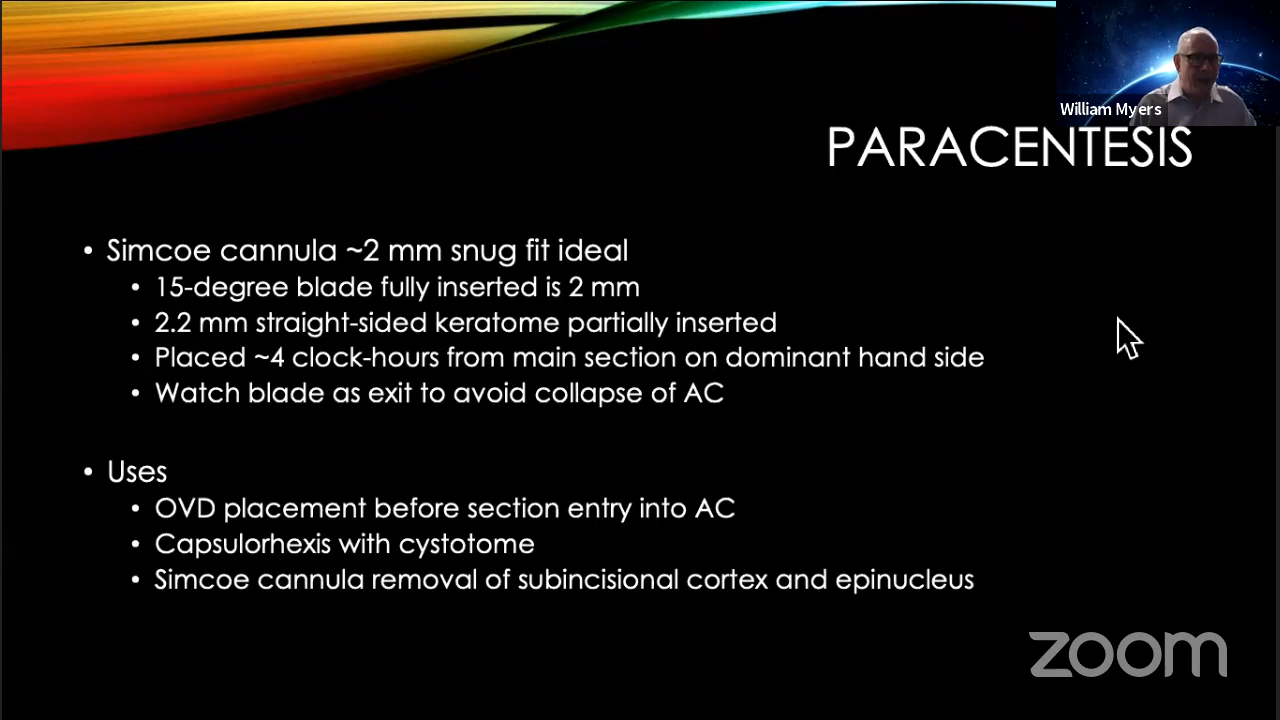 William Myers
PARACENTESIS
• Simcoe cannula ~2 mm snug fit ideal
• 15-degree blade fully inserted is 2 mm
• 2.2 mm straight-sided keratome partially inserted
• Placed ~4 clock-hours from main section on dominant hand side
• Watch blade as exit to avoid collapse of AC
• Uses
• OVD placement before section entry into AC
• Capsulorhexis with cystotome
• Simcoe cannula removal of subincisional cortex and epinucleus
zoom